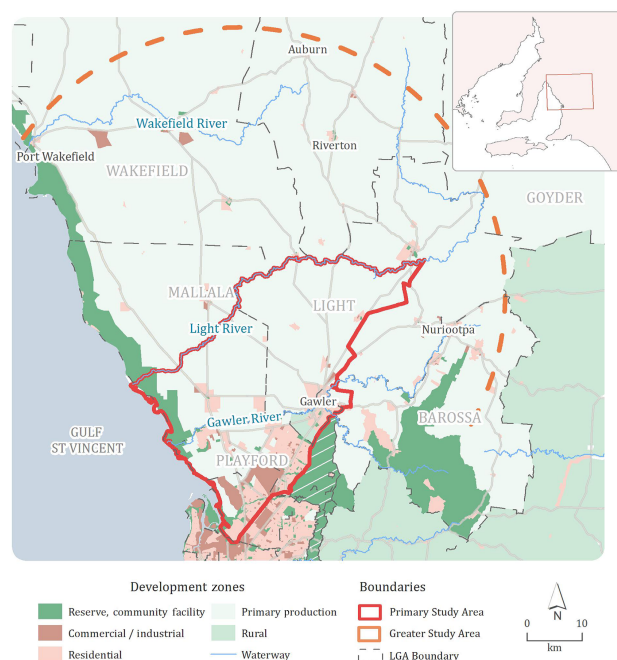 Auburn
Wakefield River
Port Wakefield
Riverton
WAKEFIELD
GOYDER
MALLALA
LIGHT
Light River
Nuriootpa
Gawler
Gawler River
BAROSSA
GULF
ST VINCENT
PLAYFORD
Development zones
Reserve, community facility
Commercial / industrial
Residential
Primary production
Rural
Waterway
Boundaries
Primary Study Area
Greater Study Area
LGA Boundary
N
0 10
km